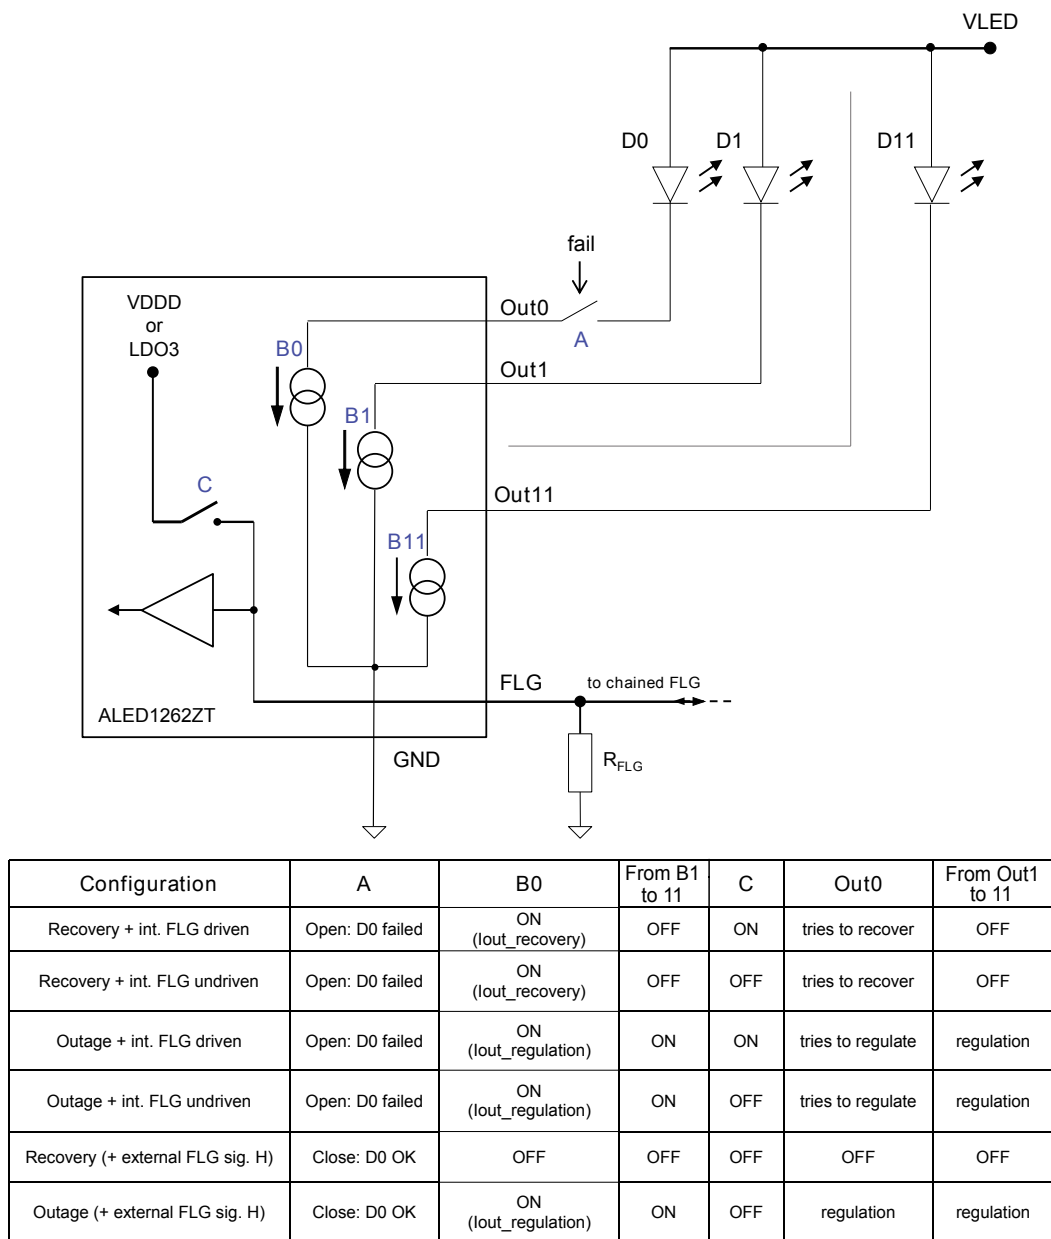 VLED
D0
D1
D11
fail
VDDD
or
LDO3
Out0
A
B0
Out1
B1
C
Out11
B11
FLG
to chained FLG
ALED1262ZT
GND
RFLG
Configuration A B0 From B1 to 11 C Out0 From Out1 to 11
Recovery + int. FLG driven Open: D0 failed ON (Iout_recovery) OFF ON tries to recover OFF
Recovery + int. FLG undriven Open: D0 failed ON (Iout_recovery) OFF OFF tries to recover OFF
Outage + int. FLG driven Open: D0 failed ON (Iout_regulation) ON ON tries to regulate regulation
Outage + int. FLG undriven Open: D0 failed ON (Iout_regulation) ON OFF tries to regulate regulation
Recovery (+ external FLG sig. H) Close: D0 OK OFF OFF OFF OFF OFF
Outage (+ external FLG sig. H) Close: D0 OK ON (Iout_regulation) ON OFF regulation regulation